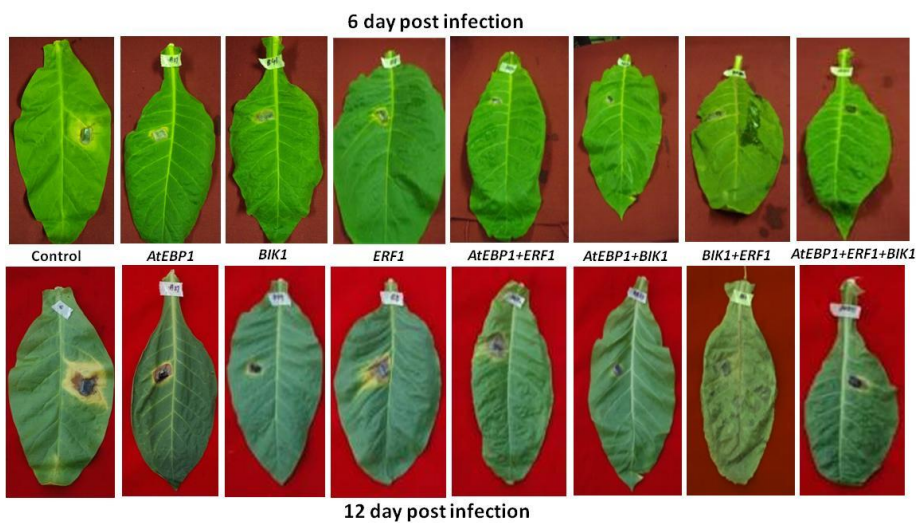 6 day post infection
Control
AtEBP1
BIK1
ERF1
AtEBP1+ERF1
AtEBP1+BIK1
BIK1+ERF1
AtEBP1+ERF1+BIK1
12 day post infection